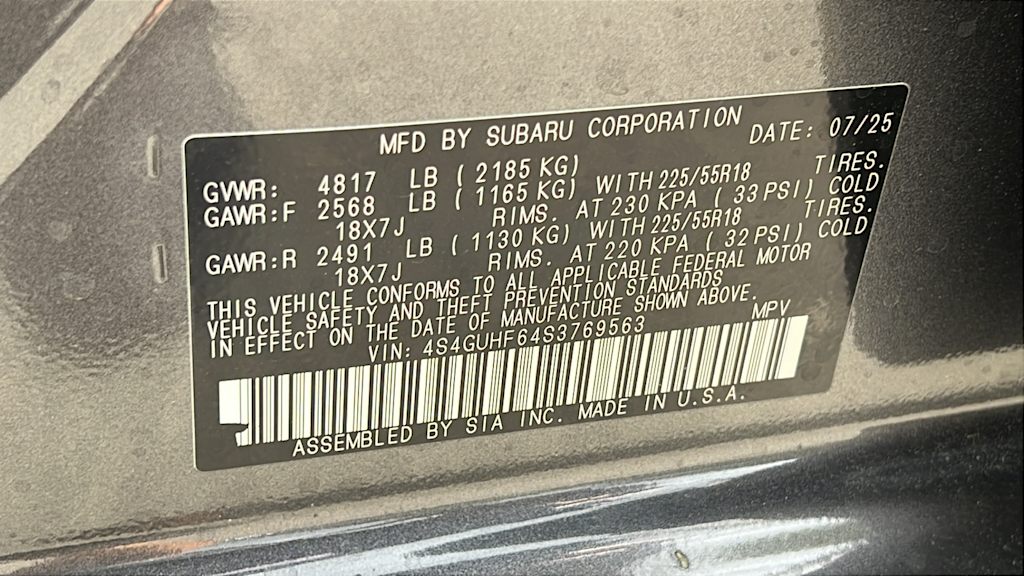 MFD BY SUBARU CORPORATION DATE: 07/25
GVWR: 4817 LB ( 2185 KG)
GAWR:F 2568 LB ( 1165 KG) WITH 225/55R18 TIRES.
18X7J RIMS. AT 230 KPA ( 33 PSI) COLD
GAWR:R 2491 LB ( 1130 KG) WITH 225/55R18 TIRES.
18X7J RIMS. AT 220 KPA ( 32 PSI) COLD
THIS VEHICLE CONFORMS TO ALL APPLICABLE FEDERAL MOTOR
VEHICLE SAFETY AND THEFT PREVENTION STANDARDS
IN EFFECT ON THE DATE OF MANUFACTURE SHOWN ABOVE.
VIN: 4S4GUHF64S3769563 MPV
ASSEMBLED BY SIA INC. MADE IN U.S.A.